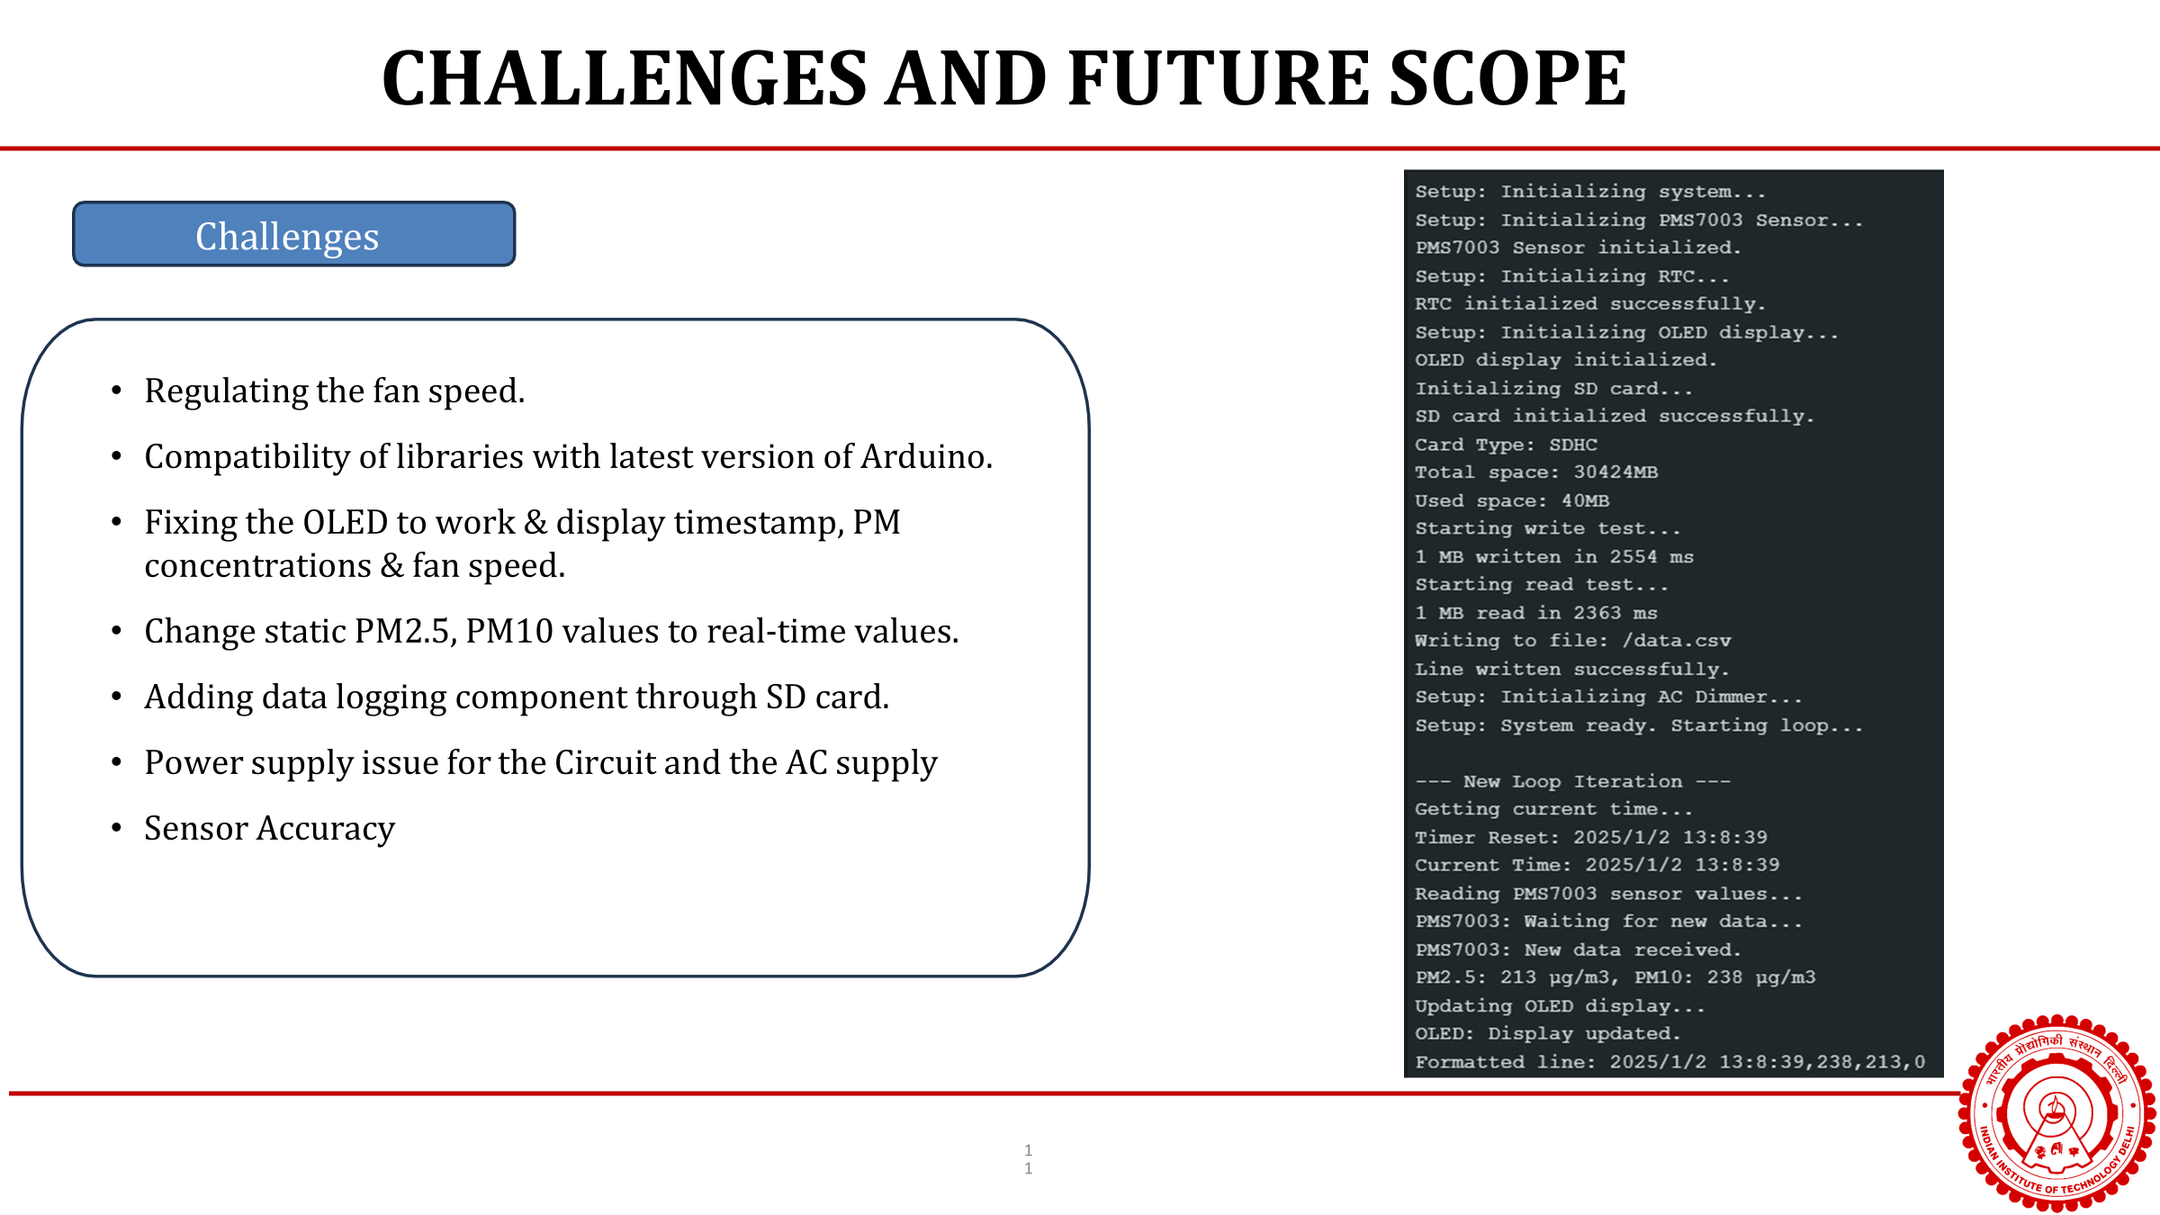 CHALLENGES AND FUTURE SCOPE
Challenges
• Regulating the fan speed.
• Compatibility of libraries with latest version of Arduino.
• Fixing the OLED to work & display timestamp, PM
concentrations & fan speed.
• Change static PM2.5, PM10 values to real-time values.
• Adding data logging component through SD card.
• Power supply issue for the Circuit and the AC supply
• Sensor Accuracy
Setup: Initializing system...
Setup: Initializing PMS7003 Sensor...
PMS7003 Sensor initialized.
Setup: Initializing RTC...
RTC initialized successfully.
Setup: Initializing OLED display...
OLED display initialized.
Initializing SD card...
SD card initialized successfully.
Card Type: SDHC
Total space: 30424MB
Used space: 40MB
Starting write test...
1 MB written in 2554 ms
Starting read test...
1 MB read in 2363 ms
Writing to file: /data.csv
Line written successfully.
Setup: Initializing AC Dimmer...
Setup: System ready. Starting loop...
--- New Loop Iteration ---
Getting current time...
Timer Reset: 2025/1/2 13:8:39
Current Time: 2025/1/2 13:8:39
Reading PMS7003 sensor values...
PMS7003: Waiting for new data...
PMS7003: New data received.
PM2.5: 213 µg/m3, PM10: 238 µg/m3
Updating OLED display...
OLED: Display updated.
Formatted line: 2025/1/2 13:8:39,238,213,0
भारतीय प्रौद्योगिकी संस्थान दिल्ली
INDIAN INSTITUTE OF TECHNOLOGY DELHI
1
1